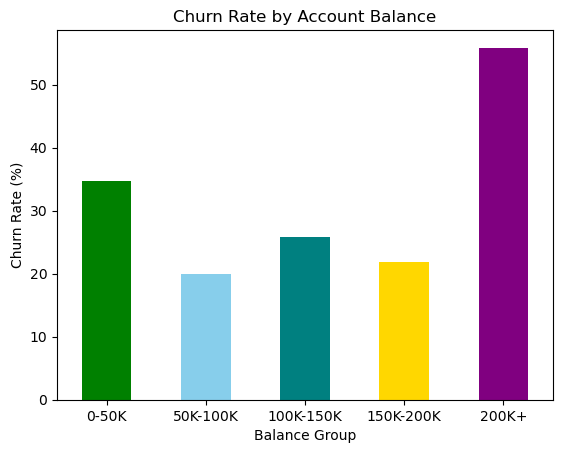 Churn Rate by Account Balance
Churn Rate (%)
50
40
30
20
10
0
0-50K
50K-100K
100K-150K
150K-200K
200K+
Balance Group